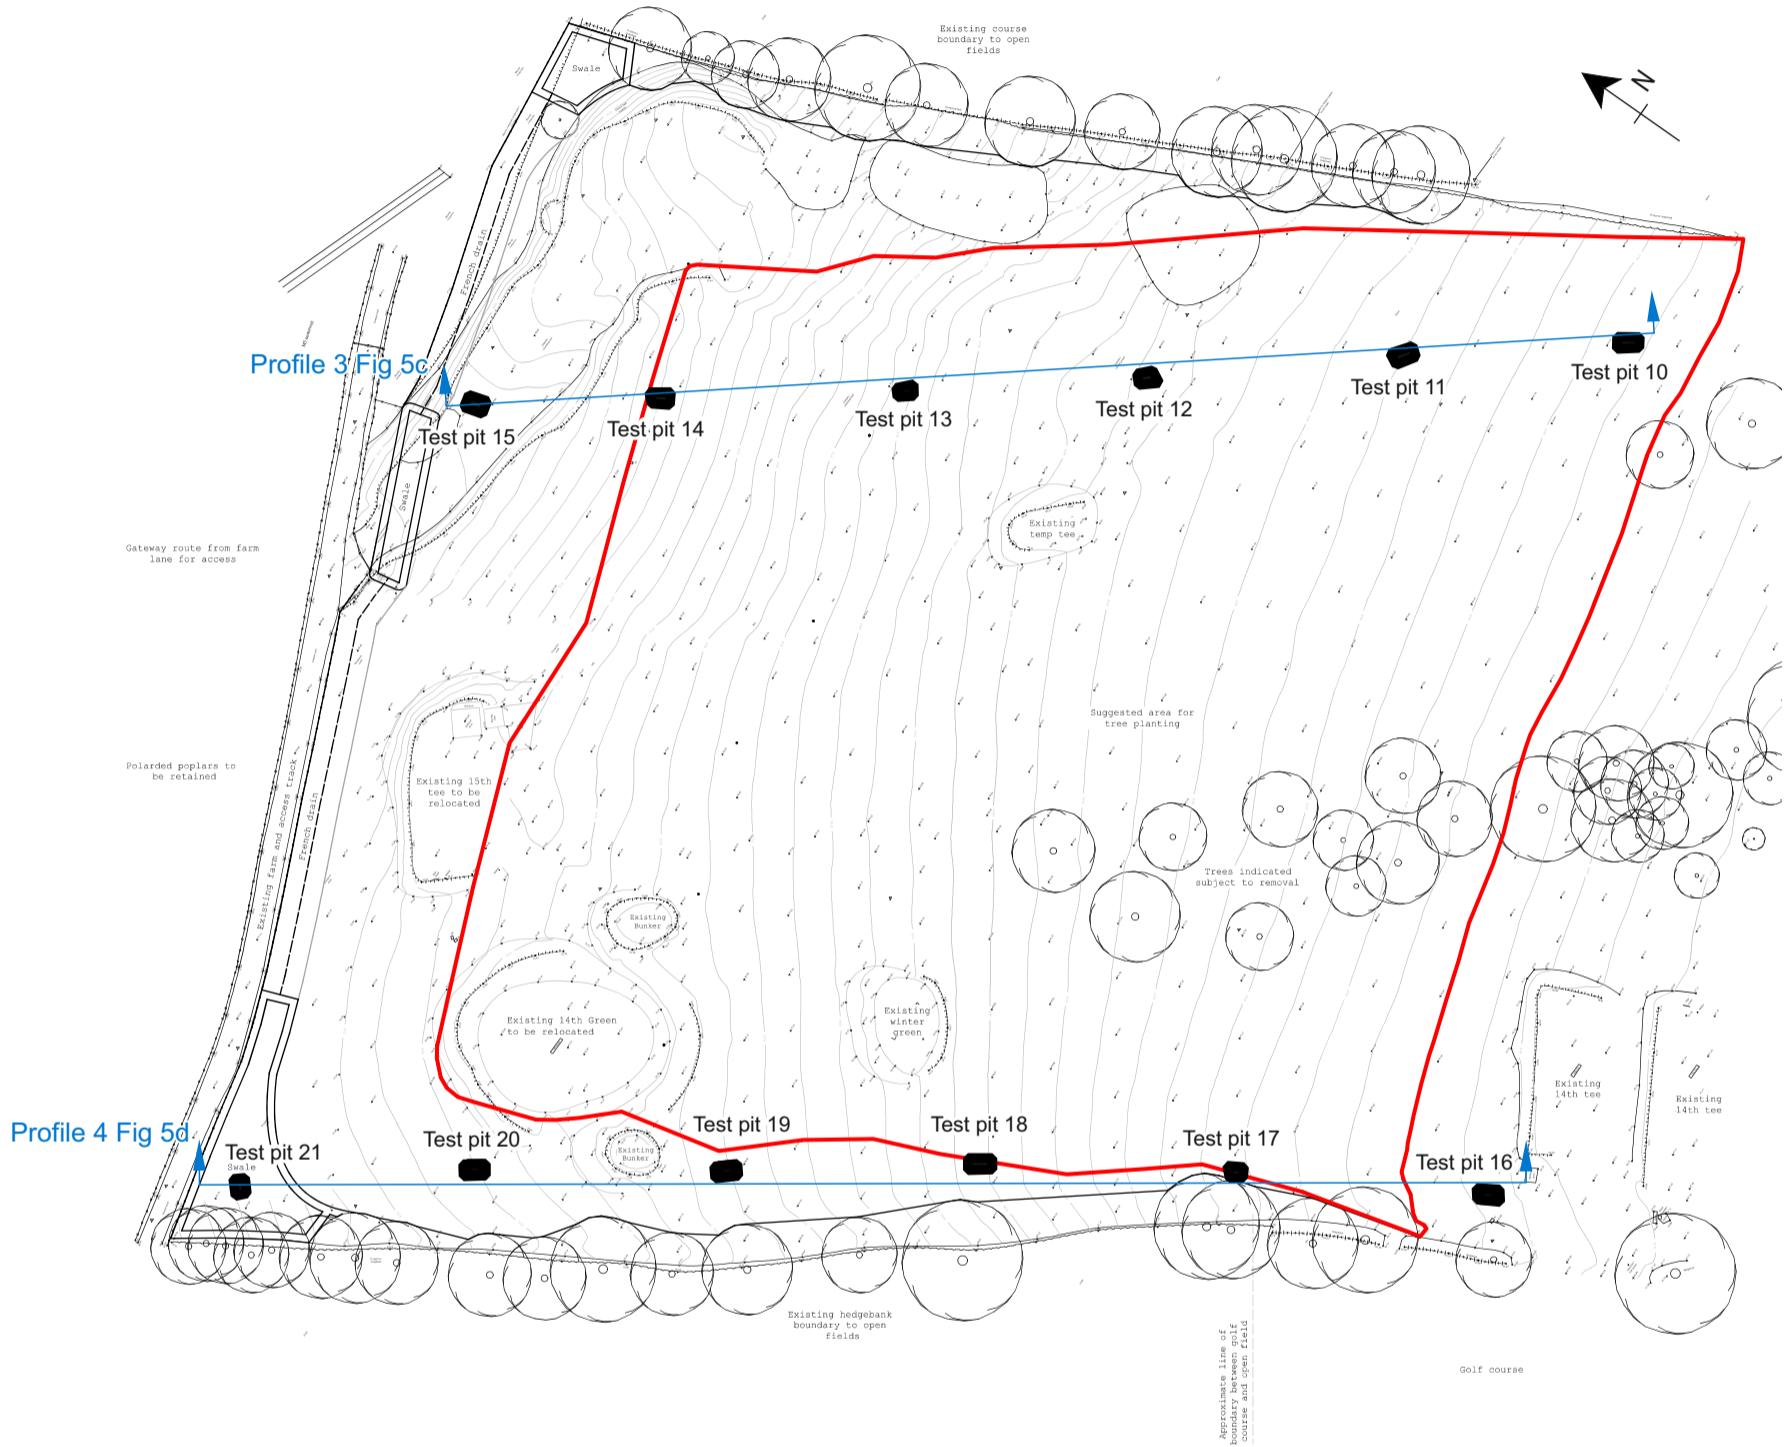 Existing course
boundary to open
fields
N
Swale
French drain
Profile 3 Fig 5c
Test pit 10
Test pit 11
Test pit 12
Test pit 13
Test pit 14
Test pit 15
Swale
Existing
temp tee
Gateway route from farm
lane for access
Suggested area for
tree planting
Polarded poplars to
be retained
Existing 15th
tee to be
relocated
Existing farm and access track
French drain
Trees indicated
subject to removal
Existing
Bunker
Existing 14th Green
to be relocated
Existing
winter
green
Existing
14th tee
Existing
14th tee
Profile 4 Fig 5d
Test pit 21
Swale
Test pit 20
Existing
Bunker
Test pit 19
Test pit 18
Test pit 17
Test pit 16
Existing hedgebank
boundary to open
fields
Approximate line of
boundary between golf
course and open field
Golf course